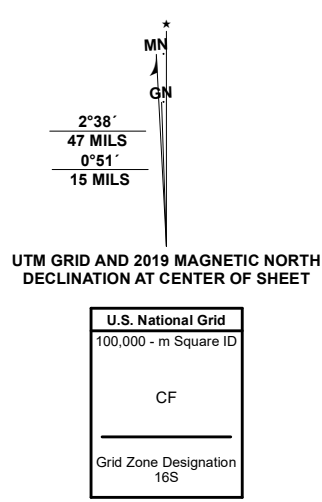 ★
MN
GN
2°38´
47 MILS
0°51´
15 MILS
UTM GRID AND 2019 MAGNETIC NORTH
DECLINATION AT CENTER OF SHEET
U.S. National Grid
100,000 - m Square ID
CF
Grid Zone Designation
16S